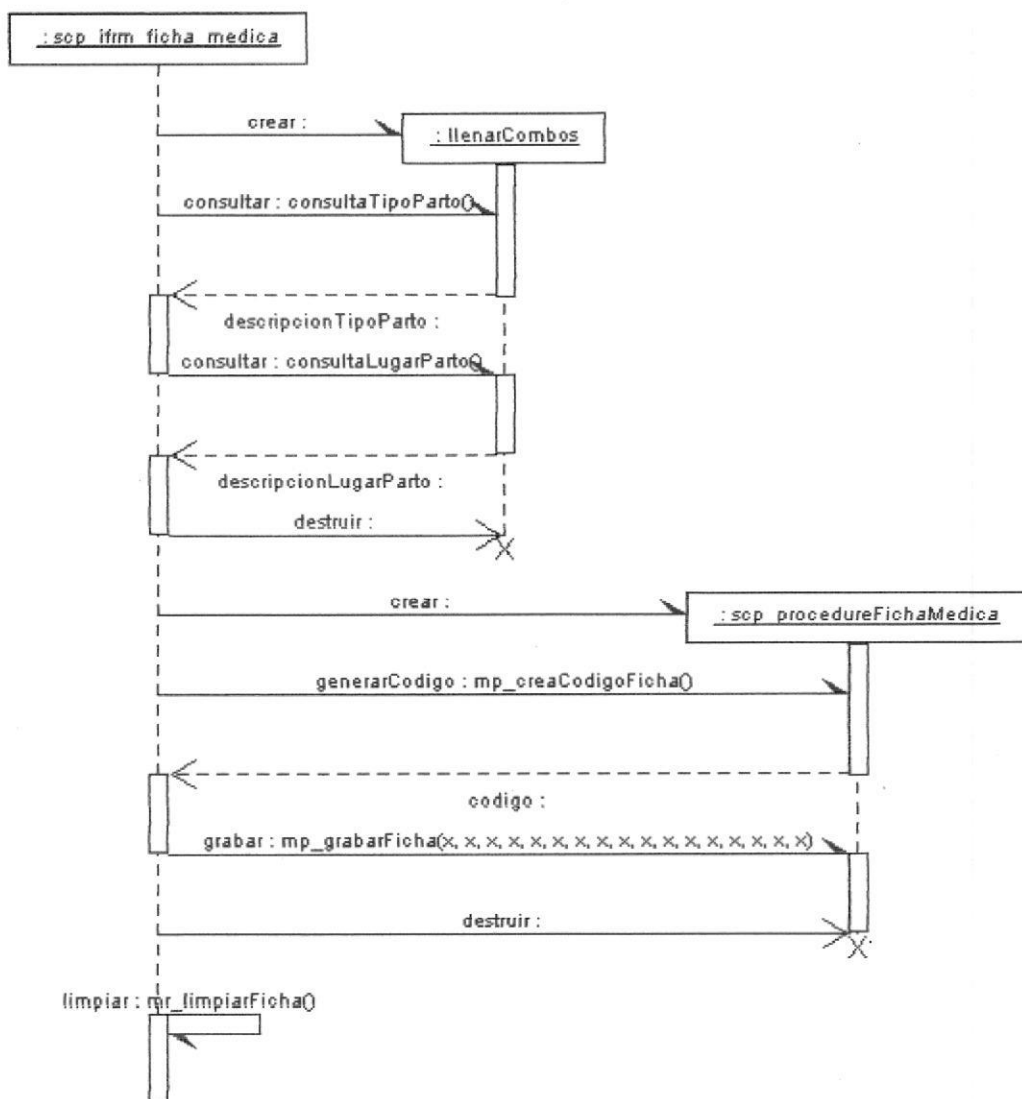 : scp_ifrm_ficha_medica
crear :
: llenarCombos
consultar : consultaTipoParto()
descripcionTipoParto :
consultar : consultaLugarParto()
descripcionLugarParto :
destruir :
crear :
: scp_procedureFichaMedica
generarCodigo : mp_creaCodigoFicha()
codigo :
grabar : mp_grabarFicha(x, x, x, x, x, x, x, x, x, x, x, x, x, x, x, x, x)
destruir :
limpiar : mr_limpiarFicha()